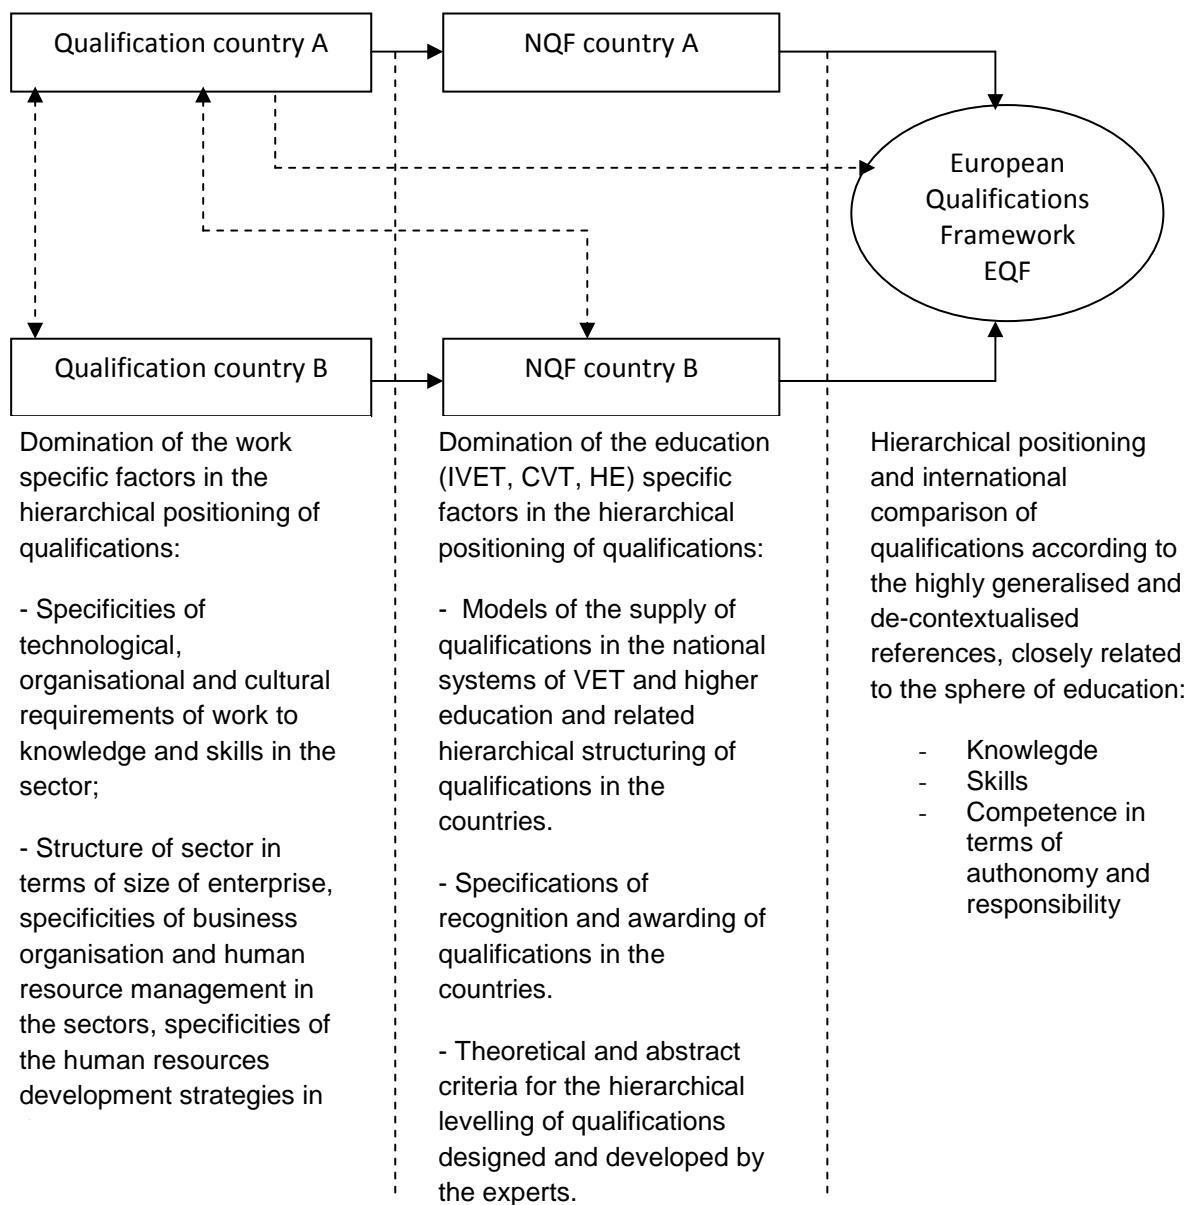 Qualification country A
NQF country A
European
Qualifications
Framework
EQF
Qualification country B
NQF country B
Domination of the work
specific factors in the
hierarchical positioning of
qualifications:
- Specificities of
technological,
organisational and cultural
requirements of work to
knowledge and skills in the
sector;
- Structure of sector in
terms of size of enterprise,
specificities of business
organisation and human
resource management in
the sectors, specificities of
the human resources
development strategies in
Domination of the education
(IVET, CVT, HE) specific
factors in the hierarchical
positioning of qualifications:
- Models of the supply of
qualifications in the national
systems of VET and higher
education and related
hierarchical structuring of
qualifications in the
countries.
- Specifications of
recognition and awarding of
qualifications in the
countries.
- Theoretical and abstract
criteria for the hierarchical
levelling of qualifications
designed and developed by
the experts.
Hierarchical positioning
and international
comparison of
qualifications according to
the highly generalised and
de-contextualised
references, closely related
to the sphere of education:
- Knowlegde
- Skills
- Competence in
terms of
authonomy and
responsibility